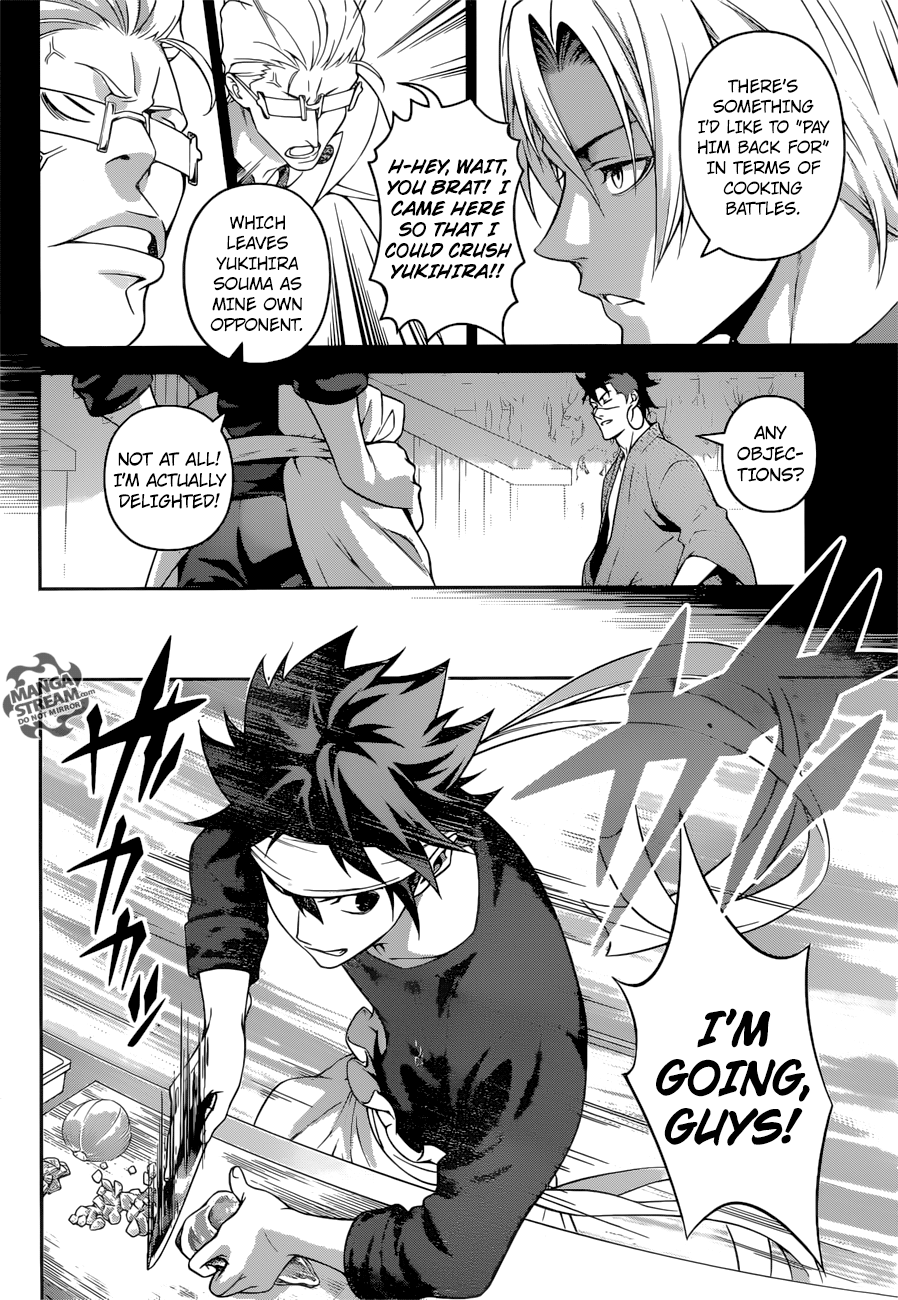 THERE'S
SOMETHING
I'D LIKE TO "PAY
HIM BACK FOR"
IN TERMS OF
COOKING
BATTLES.
H-HEY, WAIT,
YOU BRAT! I
CAME HERE
SO THAT I
COULD CRUSH
YUKIHIRA!!
WHICH
LEAVES
YUKIHIRA
SOUMA AS
MINE OWN
OPPONENT.
ANY
OBJEC-
TIONS?
NOT AT ALL!
I'M ACTUALLY
DELIGHTED!
MANGA
STREAM.com
DO NOT MIRROR
I'M
GOING,
GUYS!